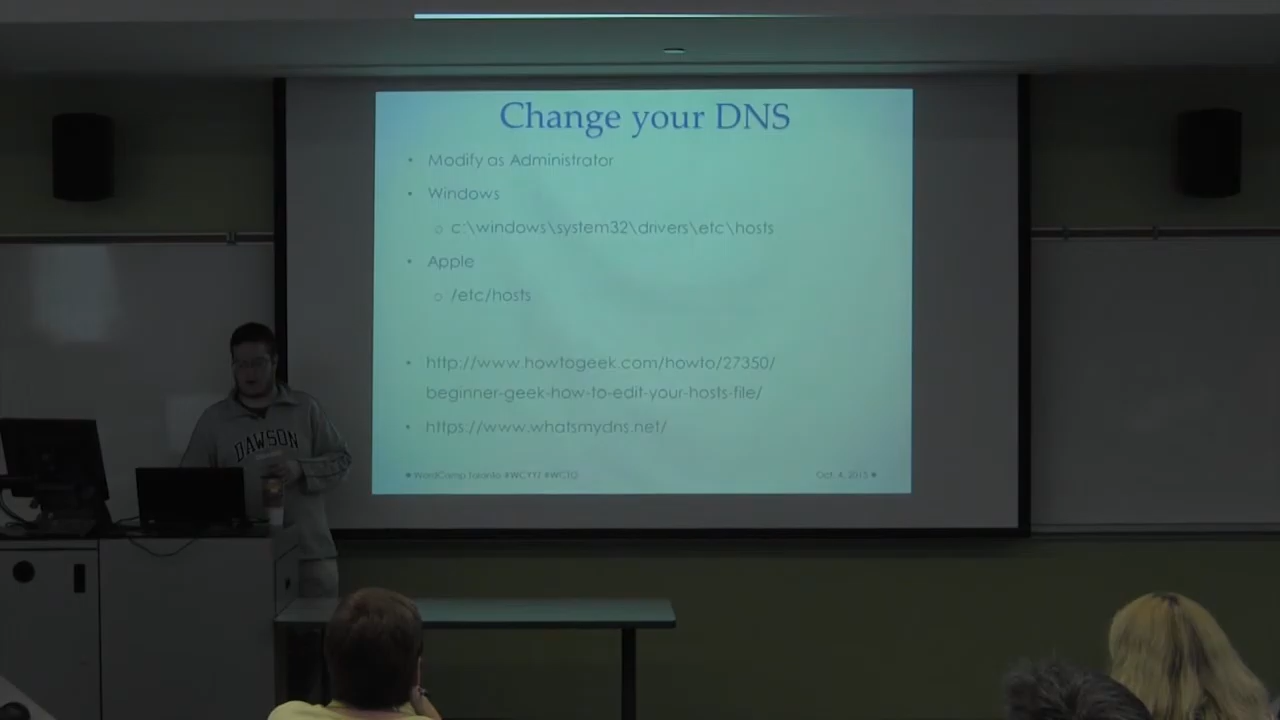 Change your DNS
• Modify as Administrator
• Windows
o c:\windows\system32\drivers\etc\hosts
• Apple
o /etc/hosts
• http://www.howtogeek.com/howto/27350/
beginner-geek-how-to-edit-your-hosts-file/
• https://www.whatsmydns.net/
WordCamp Toronto #WCYYZ #WCTO
Oct. 4, 2015
DAWSON